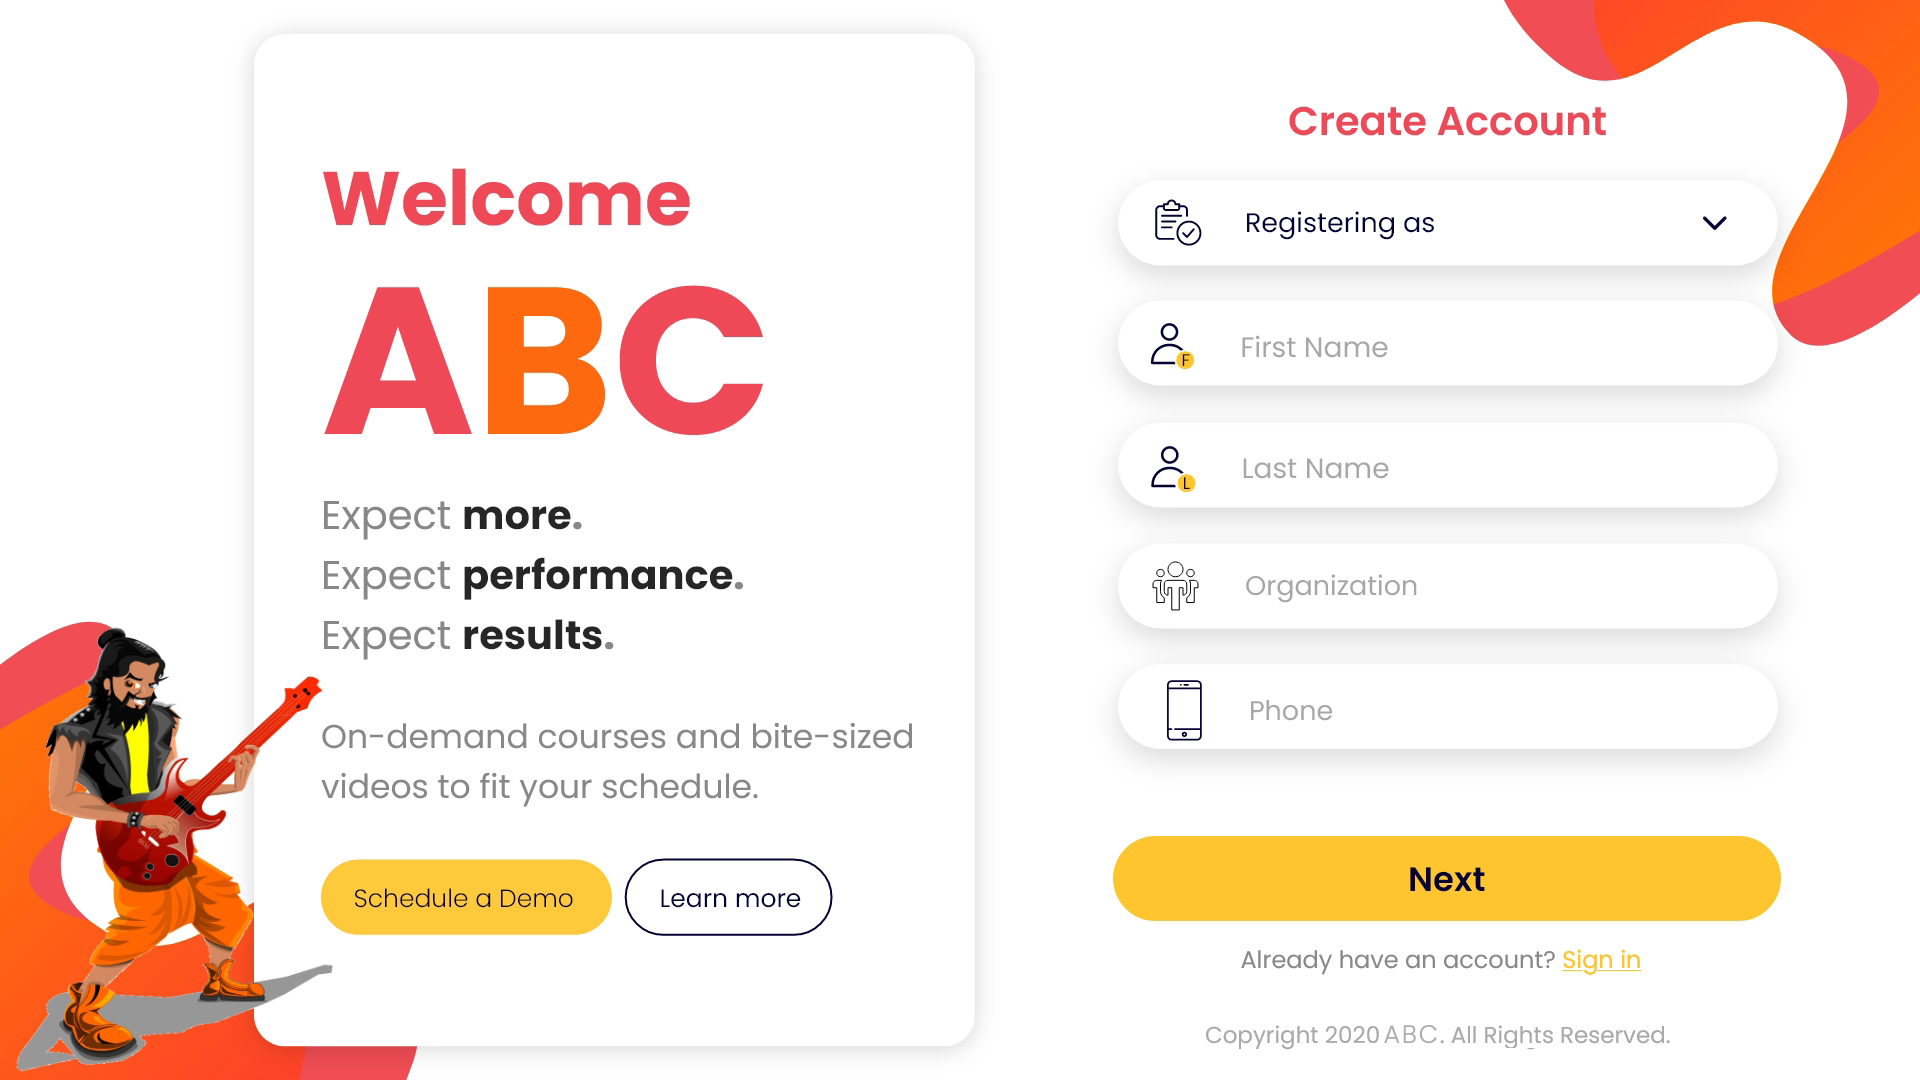 Welcome
ABC
Expect more.
Expect performance.
Expect results.
On-demand courses and bite-sized
videos to fit your schedule.
Schedule a Demo
Learn more
Create Account
Registering as
F
First Name
L
Last Name
Organization
Phone
Next
Already have an account? Sign in
Copyright 2020 ABC. All Rights Reserved.